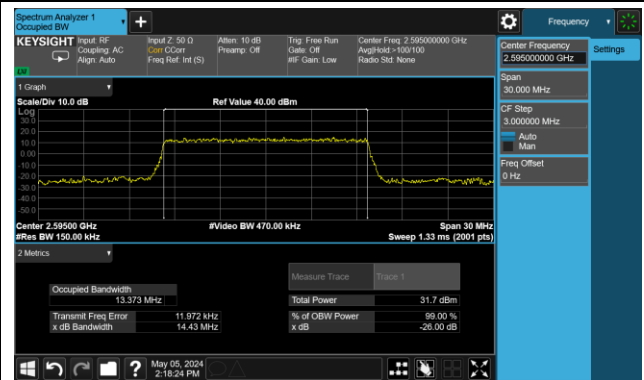 Spectrum Analyzer 1
Occupied BW
Frequency
KEYSIGHT
Input: RF
Coupling: AC
Align: Auto
Input Z: 50 Ω
Corr CCorr
Freq Ref: Int (S)
Atten: 10 dB
Preamp: Off
Trig: Free Run
Gate: Off
#IF Gain: Low
Center Freq: 2.595000000 GHz
Avg|Hold:>100/100
Radio Std: None
LXI
1 Graph
Scale/Div 10.0 dB
Ref Value 40.00 dBm
Log
30.0
20.0
10.0
0.00
-10.0
-20.0
-30.0
-40.0
-50.0
Center 2.59500 GHz
#Video BW 470.00 kHz
Span 30 MHz
#Res BW 150.00 kHz
Sweep 1.33 ms (2001 pts)
2 Metrics
Measure Trace
Trace 1
Occupied Bandwidth
13.373 MHz
Total Power
31.7 dBm
Transmit Freq Error
11.972 kHz
% of OBW Power
99.00 %
x dB Bandwidth
14.43 MHz
x dB
-26.00 dB
Center Frequency
2.595000000 GHz
Settings
Span
30.000 MHz
CF Step
3.000000 MHz
Auto
Man
Freq Offset
0 Hz
?
May 05, 2024
2:18:24 PM